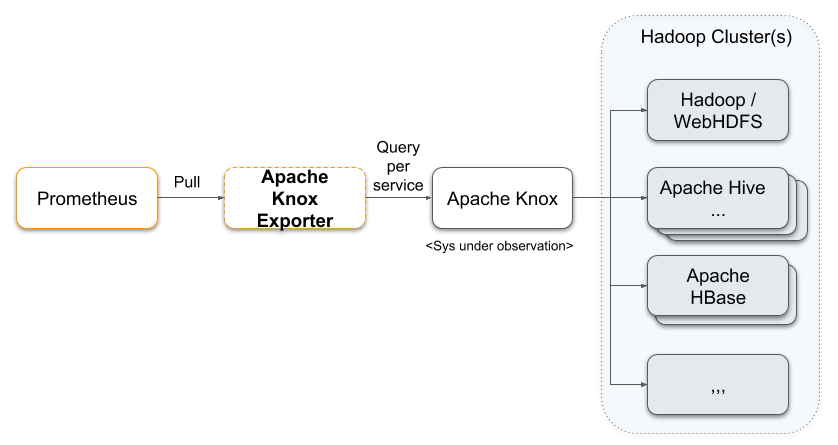 Hadoop Cluster(s)
Hadoop /
WebHDFS
Prometheus
Pull
Apache
Knox
Exporter
Query
per
service
Apache Knox
<Sys under observation>
Apache Hive
...
Apache
HBase
,,,